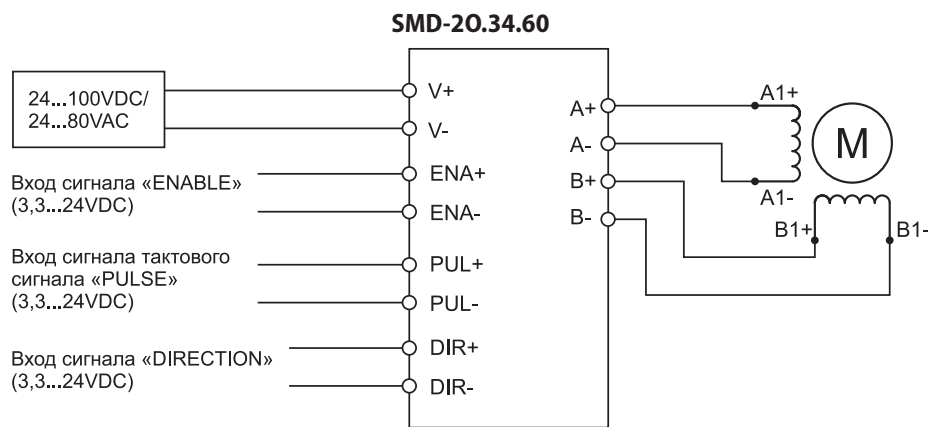 SMD-2O.34.60
24...100VDC/
24...80VAC
V+
V-
Вход сигнала «ENABLE»
(3,3...24VDC)
ENA+
ENA-
Вход сигнала тактового
сигнала «PULSE»
(3,3...24VDC)
PUL+
PUL-
Вход сигнала «DIRECTION»
(3,3...24VDC)
DIR+
DIR-
A+
A-
B+
B-
A1+
A1-
M
B1+
B1-